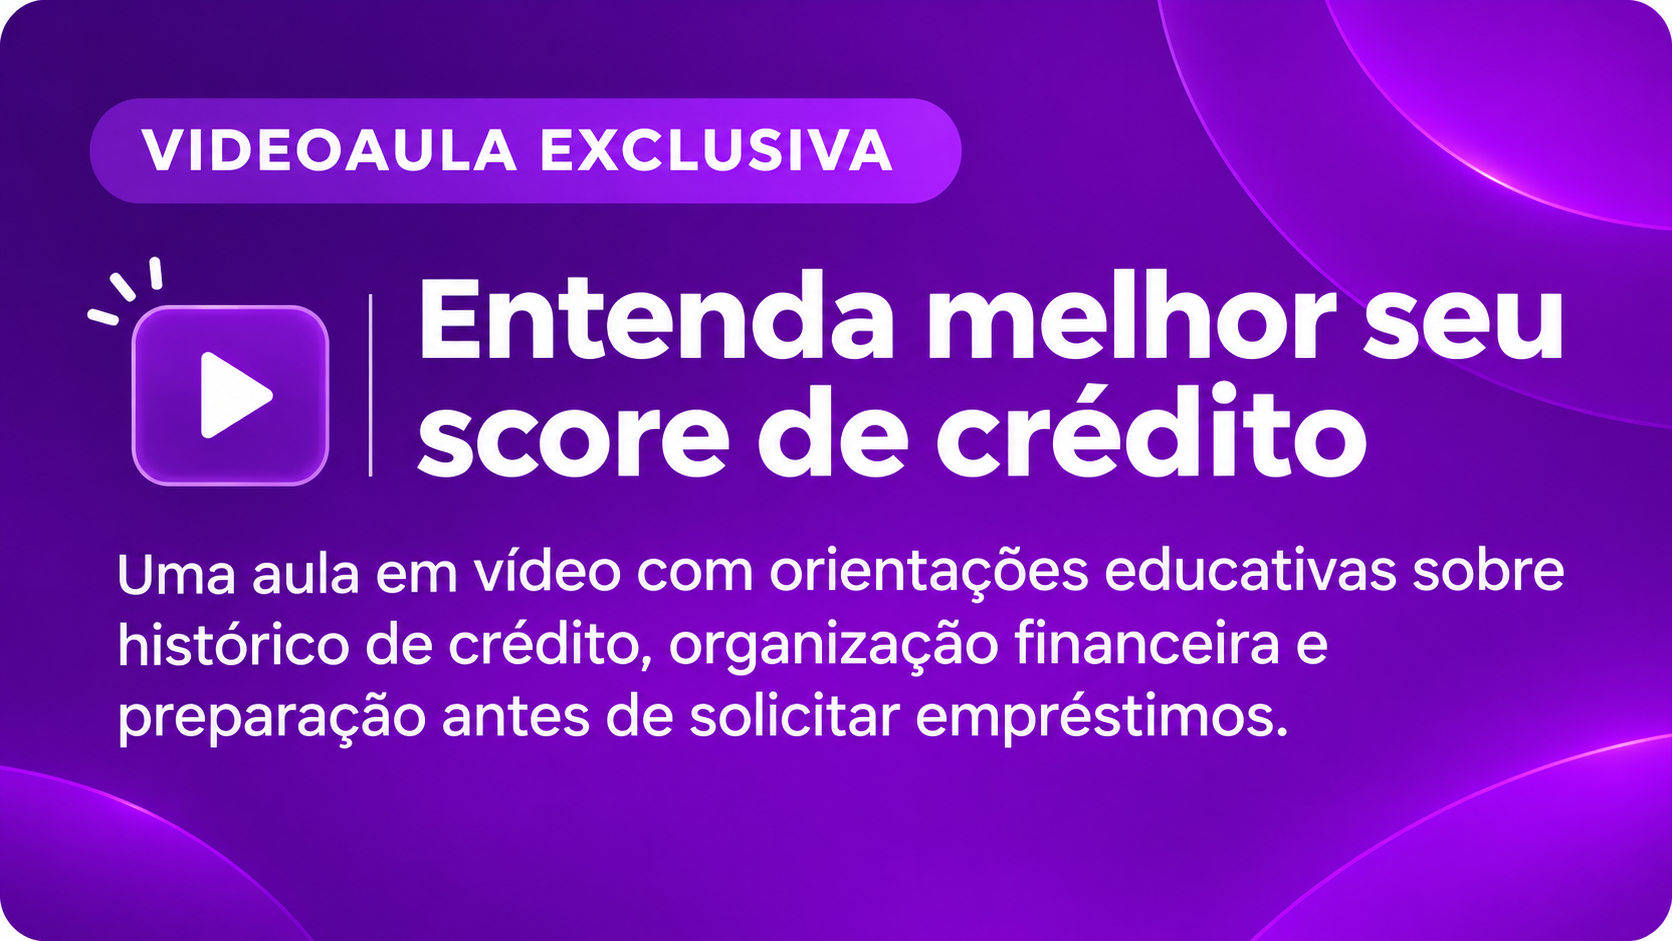 VIDEOAULA EXCLUSIVA
Entenda melhor seu
score de crédito
Uma aula em vídeo com orientações educativas sobre
histórico de crédito, organização financeira e
preparação antes de solicitar empréstimos.